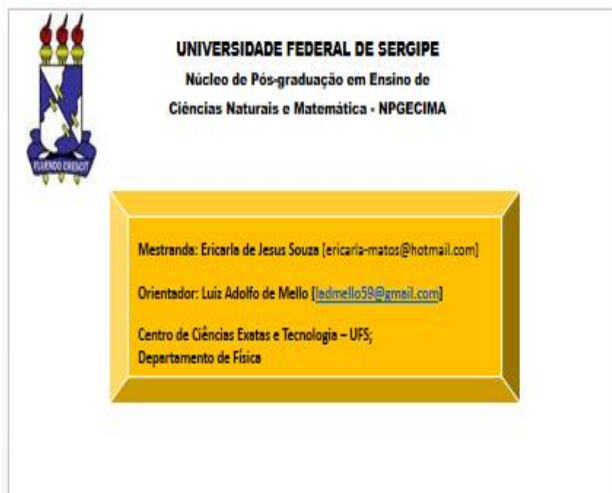 UNIVERSIDADE FEDERAL DE SERGIPE
Núcleo de Pós-graduação em Ensino de
Ciências Naturais e Matemática - NPGECIMA
Mestranda: Ericarla de Jesus Souza [ericarla-matos@hotmail.com]
Orientador: Luiz Adolfo de Mello [ladmello59@gmail.com]
Centro de Ciências Exatas e Tecnologia – UFS;
Departamento de Física